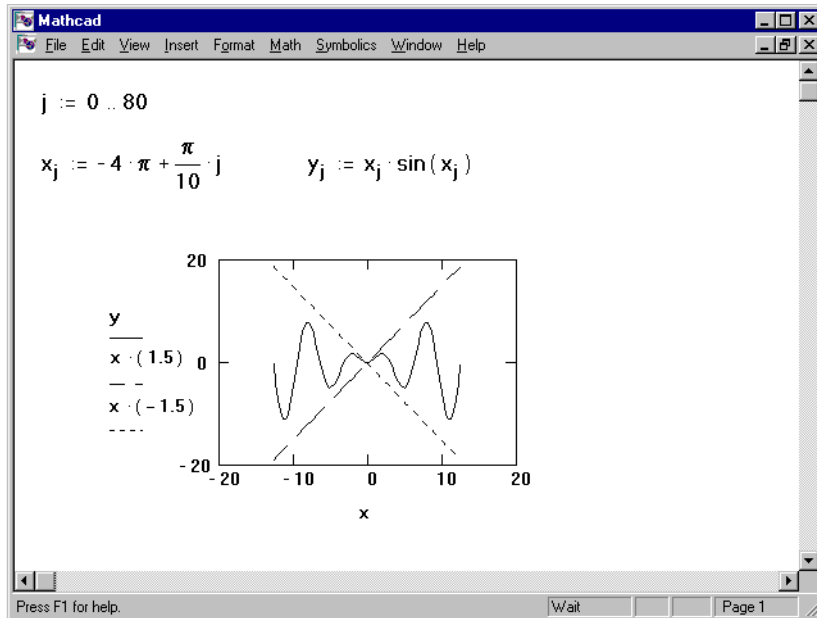 Mathcad
File Edit View Insert Format Math Symbolics Window Help
j := 0 .. 80
x_j := - 4 · π + π/10 · j    y_j := x_j · sin ( x_j )
20
y
x · ( 1.5 )
0
x · ( -1.5 )
-20
-20 -10 0 10 20
x
Press F1 for help. Wait Page 1